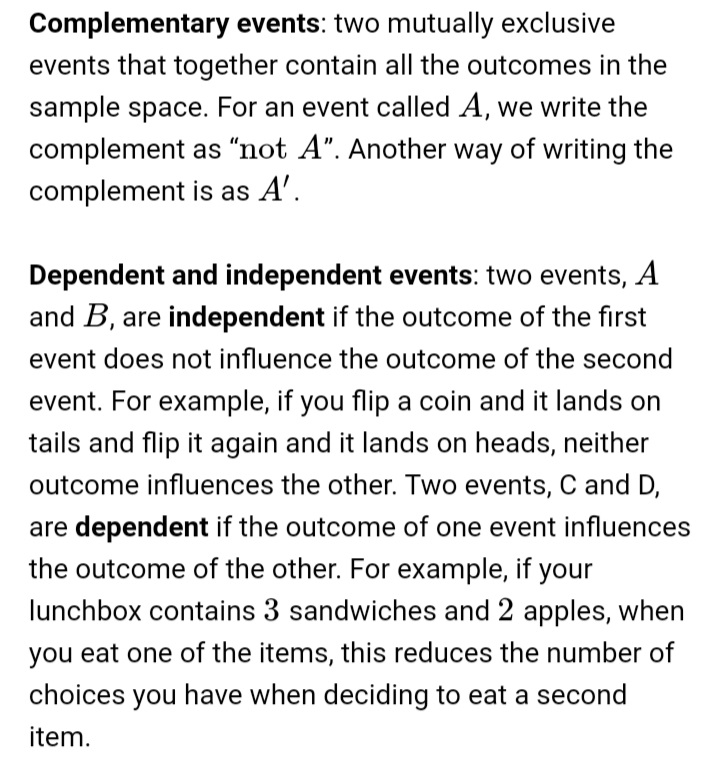 Complementary events: two mutually exclusive
events that together contain all the outcomes in the
sample space. For an event called A, we write the
complement as “not A”. Another way of writing the
complement is as A′.
Dependent and independent events: two events, A
and B, are independent if the outcome of the first
event does not influence the outcome of the second
event. For example, if you flip a coin and it lands on
tails and flip it again and it lands on heads, neither
outcome influences the other. Two events, C and D,
are dependent if the outcome of one event influences
the outcome of the other. For example, if your
lunchbox contains 3 sandwiches and 2 apples, when
you eat one of the items, this reduces the number of
choices you have when deciding to eat a second
item.